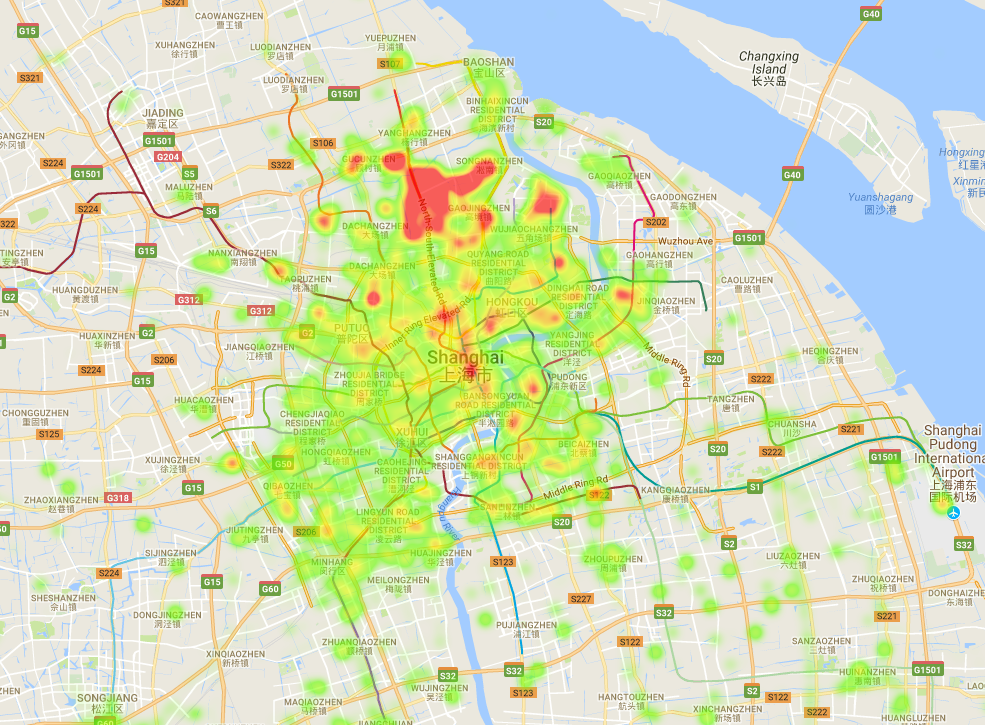 S321
G15
CAOWANGZHEN
曹王镇
G40
YUEPUZHEN
月浦镇
XUHANGZHEN
徐行镇
LUODIANZHEN
罗店镇
S107
BAOSHAN
宝山区
Changxing
Island
长兴岛
S321
LUODIANZHEN
罗店镇
G1501
BINHAIXINCUN
RESIDENTIAL
DISTRICT
海滨新村
JIADING
嘉定区
S20
YANGHANGZHEN
杨行镇
G1501
S106
G204
S224
S322
GUCUNZHEN
顾村镇
SONGNANZHEN
淞南镇
G1501
S5
G40
GAOQIAOZHEN
高桥镇
MALUZHEN
马陆镇
GAODONGZHEN
高东镇
Yuanshagang
圆沙港
S224
S6
GAOJINGZHEN
高境镇
S202
DACHANGZHEN
大场镇
WUJIAOCHANGZHEN
五角场镇
G1501
Wuzhou Ave
G15
North-South Elevated Rd
NANXIANGZHEN
南翔镇
QUYANG ROAD
RESIDENTIAL
DISTRICT
曲阳路
GAOHANGZHEN
高行镇
DACHANGZHEN
大场镇
TAOPUZHEN
桃浦镇
CAOLUZHEN
曹路镇
HUANGDUZHEN
黄渡镇
G2
G312
DINGHAI ROAD
RESIDENTIAL
DISTRICT
定海路
HONGKOU
虹口区
JINQIAOZHEN
金桥镇
G312
Inner Ring Elevated Rd
PUTUO
普陀区
G2
G2
HUAXINZHEN
华新镇
JIANGQIAOZHEN
江桥镇
YANGJING
RESIDENTIAL
DISTRICT
洋泾
Shanghai
上海市
S206
S224
G15
Middle Ring Rd
S20
HEQINGZHEN
合庆镇
ZHOUJIA BRIDGE
RESIDENTIAL
DISTRICT
周家桥
PUDONG
浦东新区
S222
HUACAOZHEN
华漕镇
TANGZHEN
唐镇
CHONGGUZHEN
重固镇
CHENGJIAQIAO
RESIDENTIAL
DISTRICT
程家桥
BANSONGYUAN
ROAD RESIDENTIAL
DISTRICT
半淞园路
CHUANSHA
川沙
S221
S125
XUHUI
徐汇区
Shanghai
Pudong
Internationa
Airport
上海浦东
国际机场
BEICAIZHEN
北蔡镇
S20
S222
G1501
HONGQIAOZHEN
虹桥镇
XUJINGZHEN
徐泾镇
G50
CAOHEJING
RESIDENTIAL
DISTRICT
漕河泾
SHANGGANGXINCUN
RESIDENTIAL DISTRICT
上钢新村
QIBAOZHEN
七宝镇
G15
Middle Ring Rd
S122
KANGQIAOZHEN
康桥镇
S1
ZHAOXIANGZHEN
赵巷镇
G318
SANLINZHEN
三林镇
LINGYUN ROAD
RESIDENTIAL
DISTRICT
凌云路
S20
JIUTINGZHEN
九亭镇
S206
S2
S32
SIJINGZHEN
泗泾镇
HUAJINGZHEN
华泾镇
ZHOUPUZHEN
周浦镇
LIUZAOZHEN
六灶镇
MINHANG
闵行区
S123
S224
G15
G60
MEILONGZHEN
梅陇镇
ZHUQIAOZHEN
祝桥镇
SHESHANZHEN
佘山镇
S227
DONGHAIZHEN
东海镇
DONGJINGZHEN
洞泾镇
S32
S221
PUJIANGZHEN
浦江镇
S122
SANZAOZHEN
三灶镇
ZHUANQIAOZHEN
颛桥镇
XINQIAOZHEN
新桥镇
S32
S32
HUINANZHEN
惠南镇
G1501
SONGJIANG
松江区
MAQIAOZHEN
马桥镇
WUJINGZHEN
吴泾镇
S123
HANGTOUZHEN
航头镇
S2
S122
XINCHANGZHEN
新场镇
S222
HUANGLUZHEN
G60
JIANGCHUAN